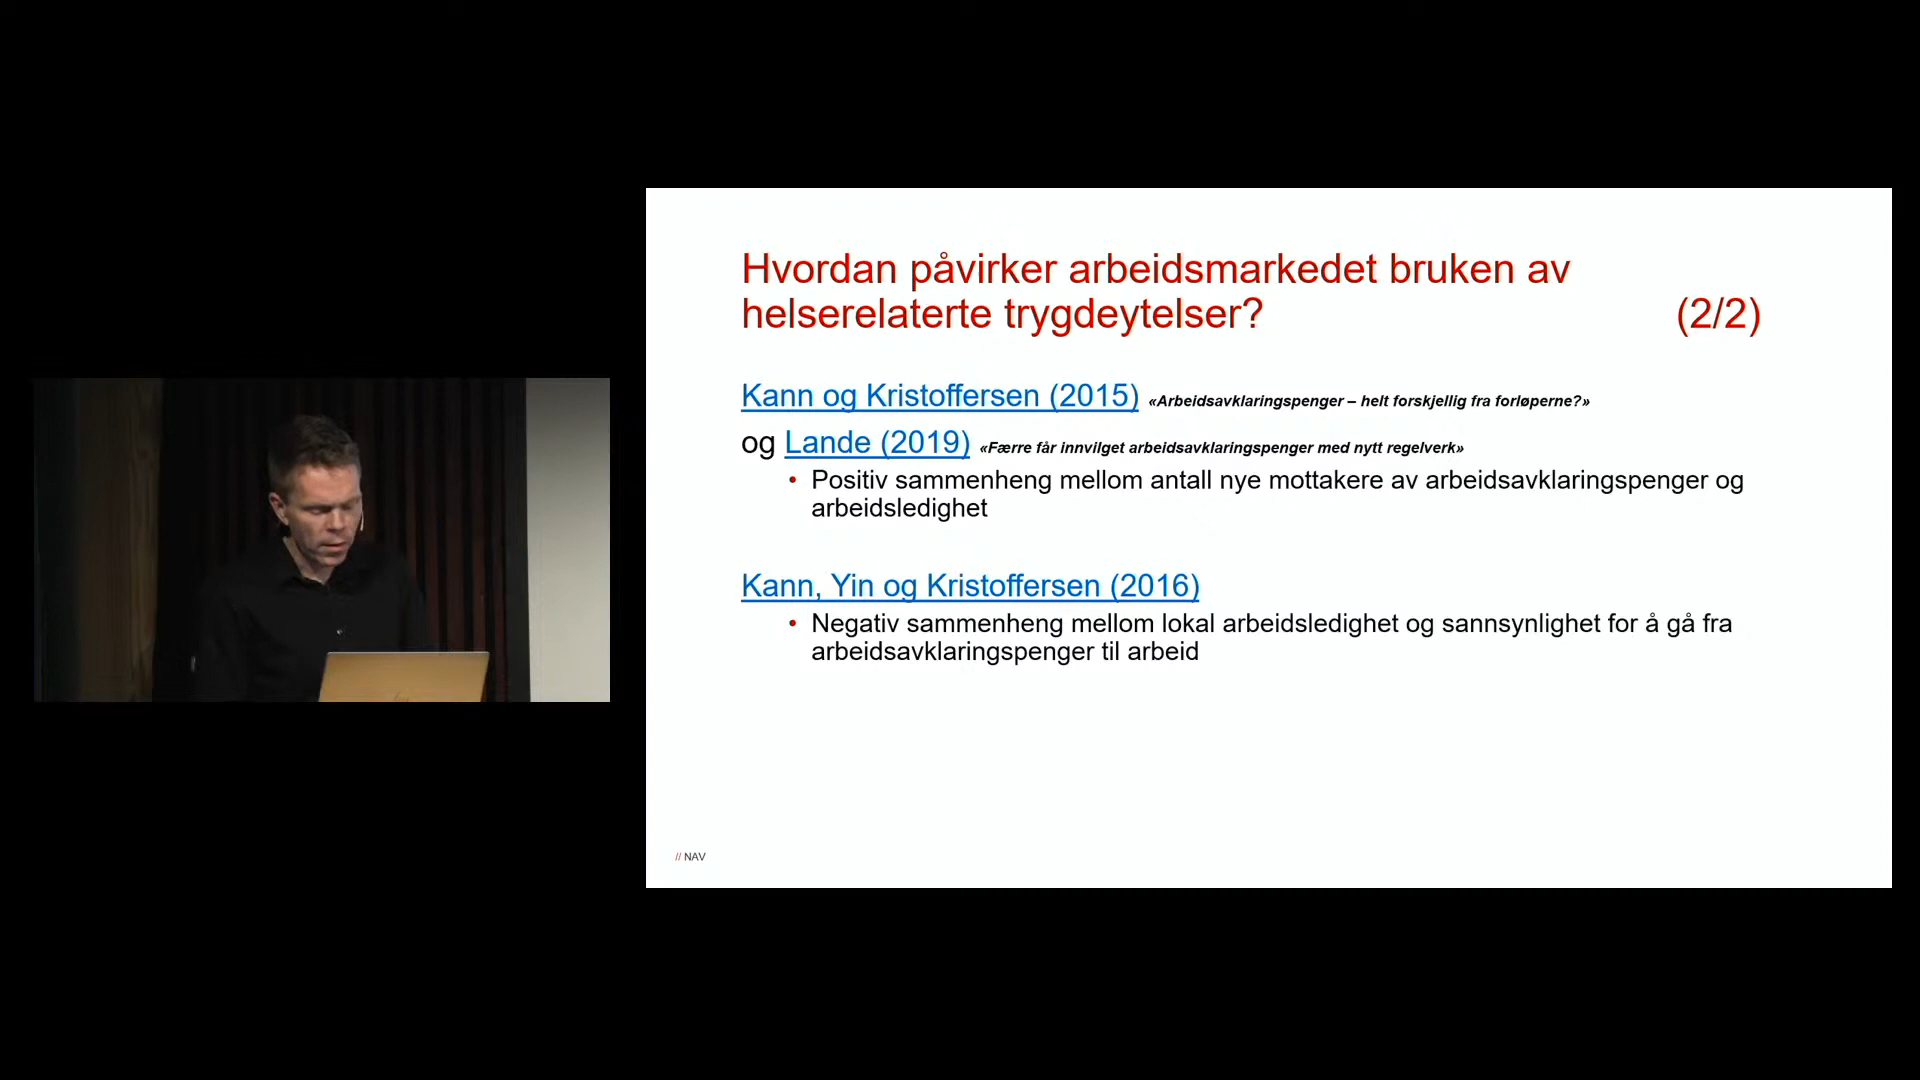 Hvordan påvirker arbeidsmarkedet bruken av
helserelaterte trygdeytelser? (2/2)
Kann og Kristoffersen (2015) «Arbeidsavklaringspenger – helt forskjellig fra forløperne?»
og Lande (2019) «Færre får innvilget arbeidsavklaringspenger med nytt regelverk»
• Positiv sammenheng mellom antall nye mottakere av arbeidsavklaringspenger og
arbeidsledighet
Kann, Yin og Kristoffersen (2016)
• Negativ sammenheng mellom lokal arbeidsledighet og sannsynlighet for å gå fra
arbeidsavklaringspenger til arbeid
// NAV